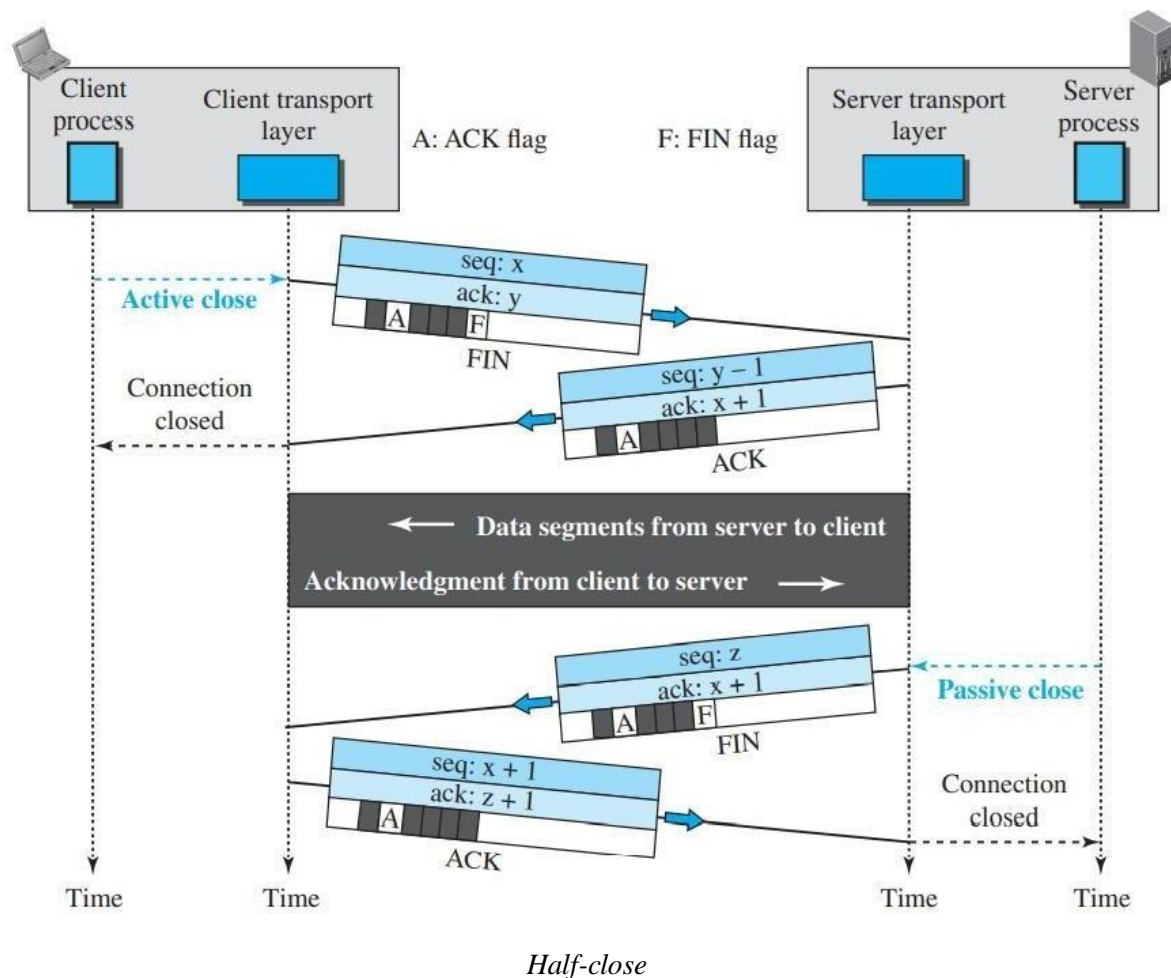 Client
process
Client transport
layer
A: ACK flag
F: FIN flag
Server transport
layer
Server
process
seq: x
ack: y
A F
FIN
Active close
seq: y – 1
ack: x + 1
A
ACK
Connection
closed
Data segments from server to client
Acknowledgment from client to server
seq: z
ack: x + 1
A F
FIN
Passive close
seq: x + 1
ack: z + 1
A
ACK
Connection
closed
Time
Time
Time
Time
Half-close